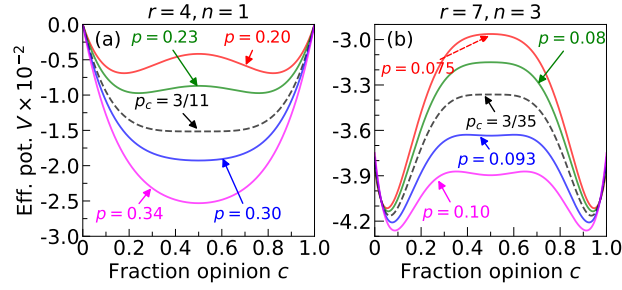 r = 4, n = 1
r = 7, n = 3
(a)
p = 0.23
p = 0.20
p_c = 3/11
p = 0.34
p = 0.30
0.0
-0.5
-1.0
-1.5
-2.0
-2.5
-3.0
0 0.2 0.4 0.6 0.8 1.0
Eff. pot. V × 10⁻²
Fraction opinion c
(b)
p = 0.08
p = 0.075
p_c = 3/35
p = 0.093
p = 0.10
-3.0
-3.3
-3.6
-3.9
-4.2
0 0.2 0.4 0.6 0.8 1.0
Fraction opinion c